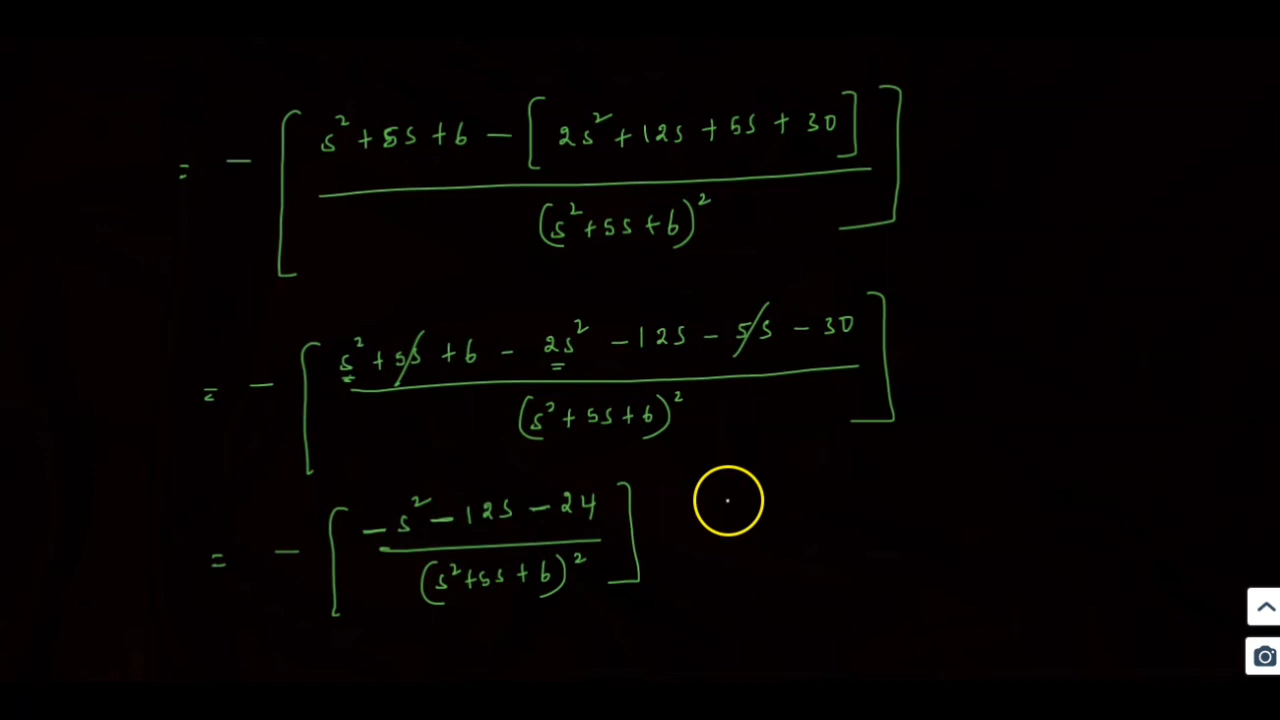 = - [ s² + 5s + 6 - [ 2s² + 12s + 5s + 30 ] ]
(s² + 5s + 6)²
= - [ s² + 5s + 6 - 2s² - 12s - 5s - 30 ]
(s² + 5s + 6)²
= - [ - s² - 12s - 24 ]
(s² + 5s + 6)²